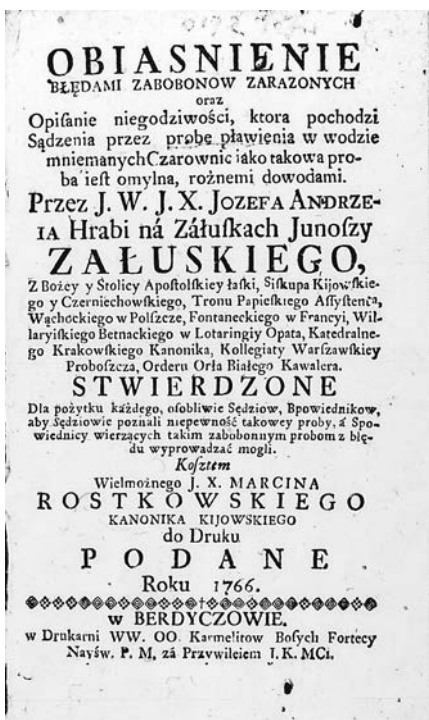 OBIASNIENIE
BŁĘDAMI ZABOBONOW ZARAZONYCH
oraz
Opiſanie niegodziwości, ktora pochodzi
Sądzenia przez probę pławienia w wodzie
mniemanych Czarownic iako takowa pro-
ba ieſt omylna, rożnemi dowodami.
Przez J. W. J. X. JOZEFA ANDRZE-
IA Hrabi ná Záłuſkach Junoſzy
ZAŁUSKIEGO,
Z Bożey y Stolicy Apoſtolſkiey łaſki, Biſkupa Kijowſkie-
go y Czerniechowſkiego, Tronu Papieſkiego Aſſyſtenta,
Wąchockiego w Polſzcze, Fontaneckiego w Francyi, Wil-
laryiſkiego Betnackiego w Lotaringiy Opata, Katedralne-
go Krakowſkiego Kanonika, Kollegiaty Warſzawſkiey
Proboſzcza, Orderu Orła Białego Kawalera.
STWIERDZONE
Dla pożytku káżdego, oſobliwie Sędziow, Bpowiednikow,
aby Sędziowie poznali niepewność takowey proby, á Spo-
wiednicy wierzących takim zabobonnym probom z błę-
du wyprowadzać mogli.
Koſztem
Wielmożnego J. X. MARCINA
ROSTKOWSKIEGO
KANONIKA KIJOWSKIEGO
do Druku
PODANE
Roku 1766.
w BERDYCZOWIE.
w Drukarni WW. OO. Karmelitow Boſych Fortecy
Nayśw. P. M. zá Przywileiem I. K. MCi.